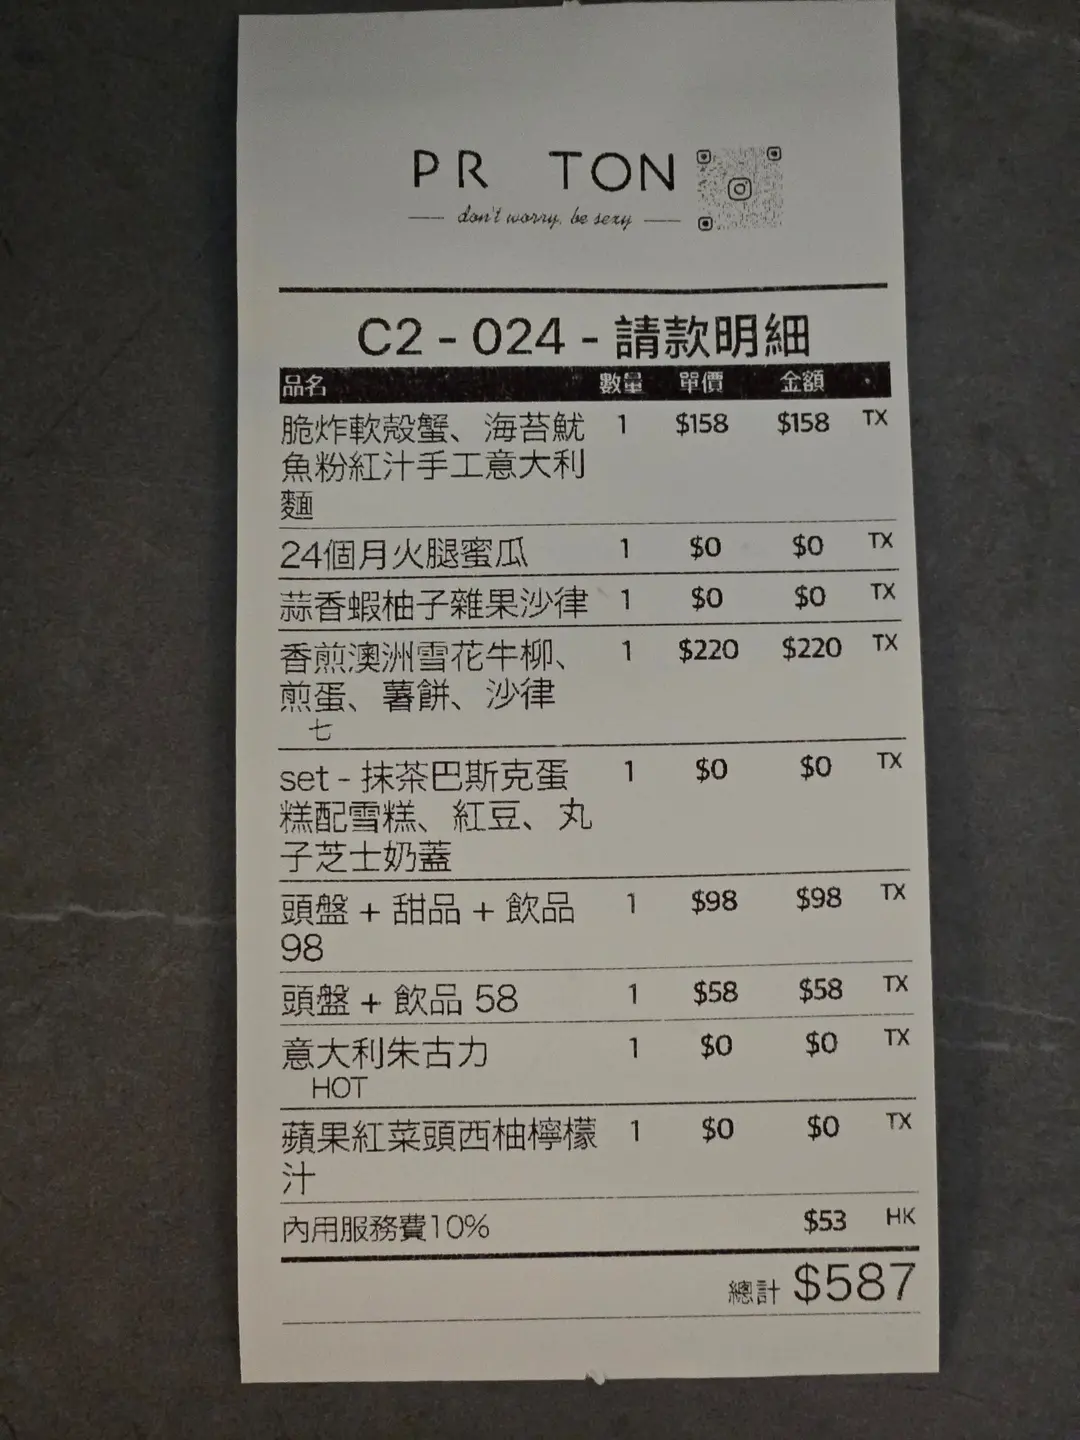 PR TON
don't worry, be sexy
C2 - 024 - 請款明細
品名 數量 單價 金額
脆炸軟殼蟹、海苔魷 1 $158 $158 TX
魚粉紅汁手工意大利
麵
24個月火腿蜜瓜 1 $0 $0 TX
蒜香蝦柚子雜果沙律 1 $0 $0 TX
香煎澳洲雪花牛柳、 1 $220 $220 TX
煎蛋、薯餅、沙律
七
set - 抹茶巴斯克蛋 1 $0 $0 TX
糕配雪糕、紅豆、丸
子芝士奶蓋
頭盤 + 甜品 + 飲品 1 $98 $98 TX
98
頭盤 + 飲品 58 1 $58 $58 TX
意大利朱古力 1 $0 $0 TX
HOT
蘋果紅菜頭西柚檸檬 1 $0 $0 TX
汁
內用服務費10% $53 HK
總計 $587